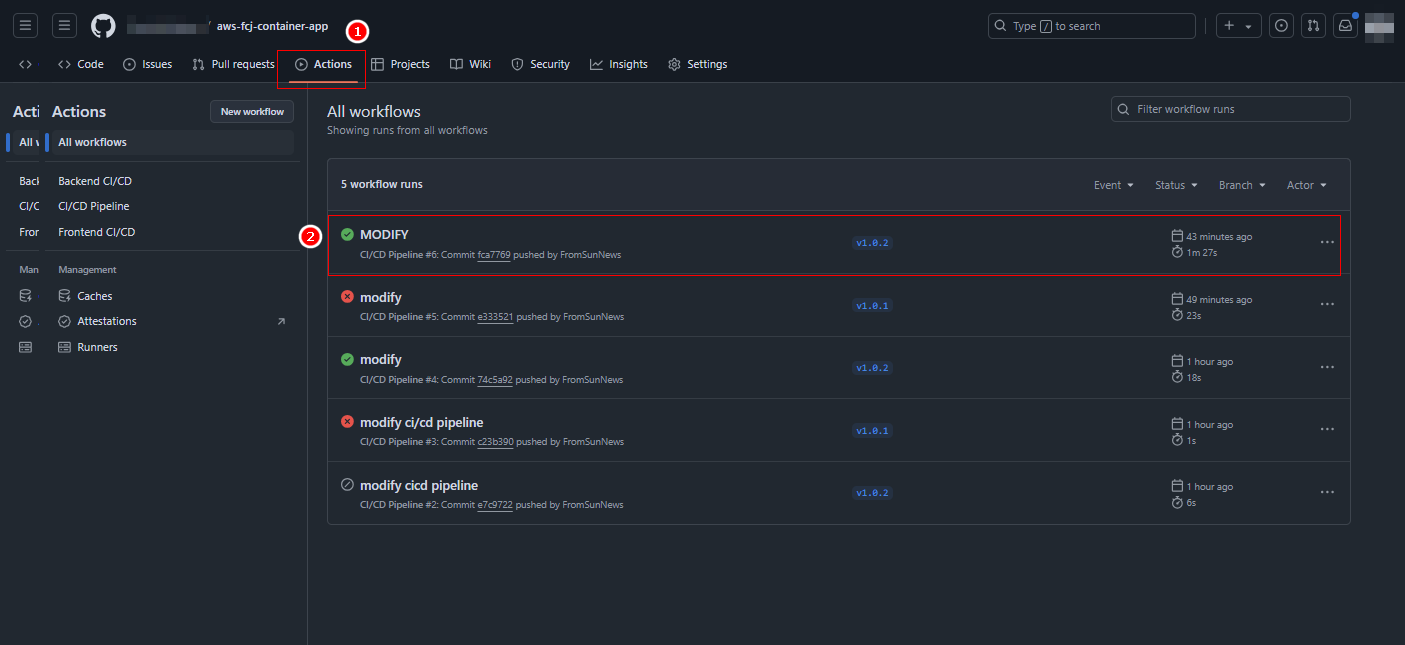 / aws-fcj-container-app
1
Type / to search
Code Issues Pull requests Actions Projects Wiki Security Insights Settings
Acti
Actions
New workflow
All workflows
Showing runs from all workflows
Filter workflow runs
All w
All workflows
Back
Backend CI/CD
CI/C
CI/CD Pipeline
Fron
Frontend CI/CD
Man
Management
Caches
Attestations
Runners
5 workflow runs
Event Status Branch Actor
2
MODIFY
CI/CD Pipeline #6: Commit fca7769 pushed by FromSunNews
v1.0.2
43 minutes ago
1m 27s
modify
CI/CD Pipeline #5: Commit e333521 pushed by FromSunNews
v1.0.1
49 minutes ago
23s
modify
CI/CD Pipeline #4: Commit 74c5a92 pushed by FromSunNews
v1.0.2
1 hour ago
18s
modify ci/cd pipeline
CI/CD Pipeline #3: Commit c23b390 pushed by FromSunNews
v1.0.1
1 hour ago
1s
modify cicd pipeline
CI/CD Pipeline #2: Commit e7c9722 pushed by FromSunNews
v1.0.2
1 hour ago
6s